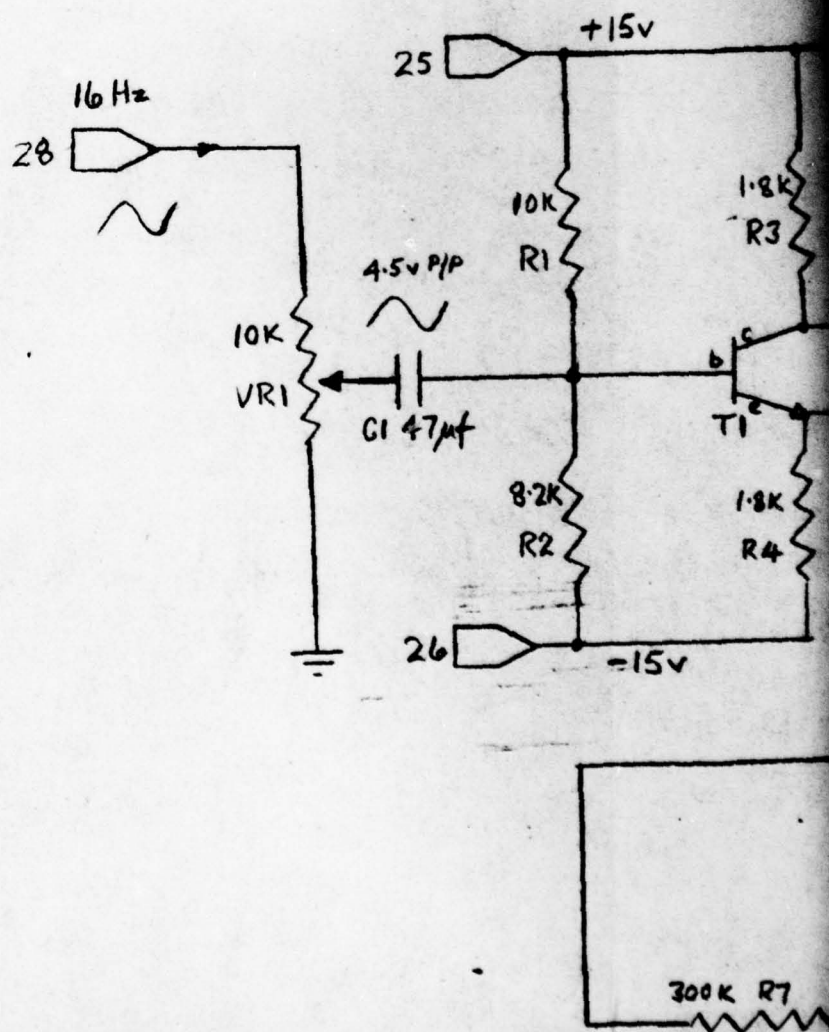 +15v
25
16 Hz
28
10K
R1
1.8K
R3
4.5v P/P
10K
VR1
C1 47µf
c
b
e
T1
8.2K
R2
1.8K
R4
26
-15v
300K R7